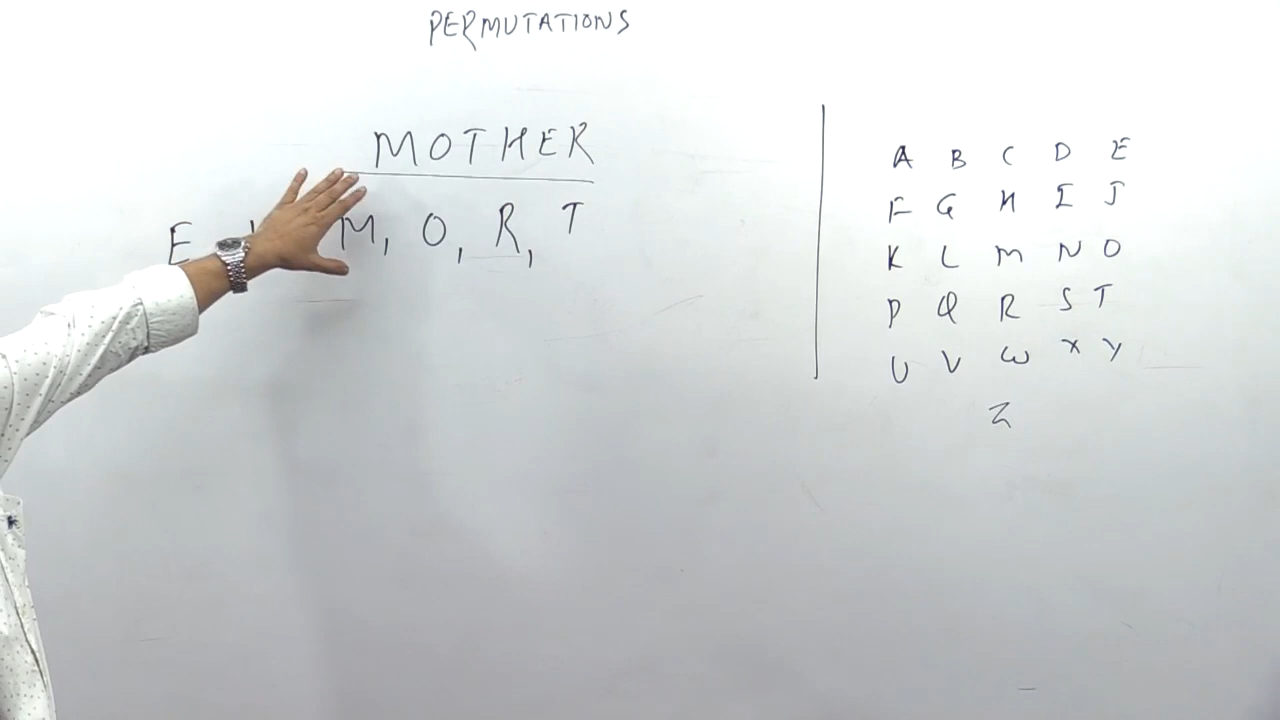 PERMUTATIONS
MOTHER
E M, O, R, T
A B C D E
F G H I J
K L M N O
P Q R S T
U V W X Y
Z